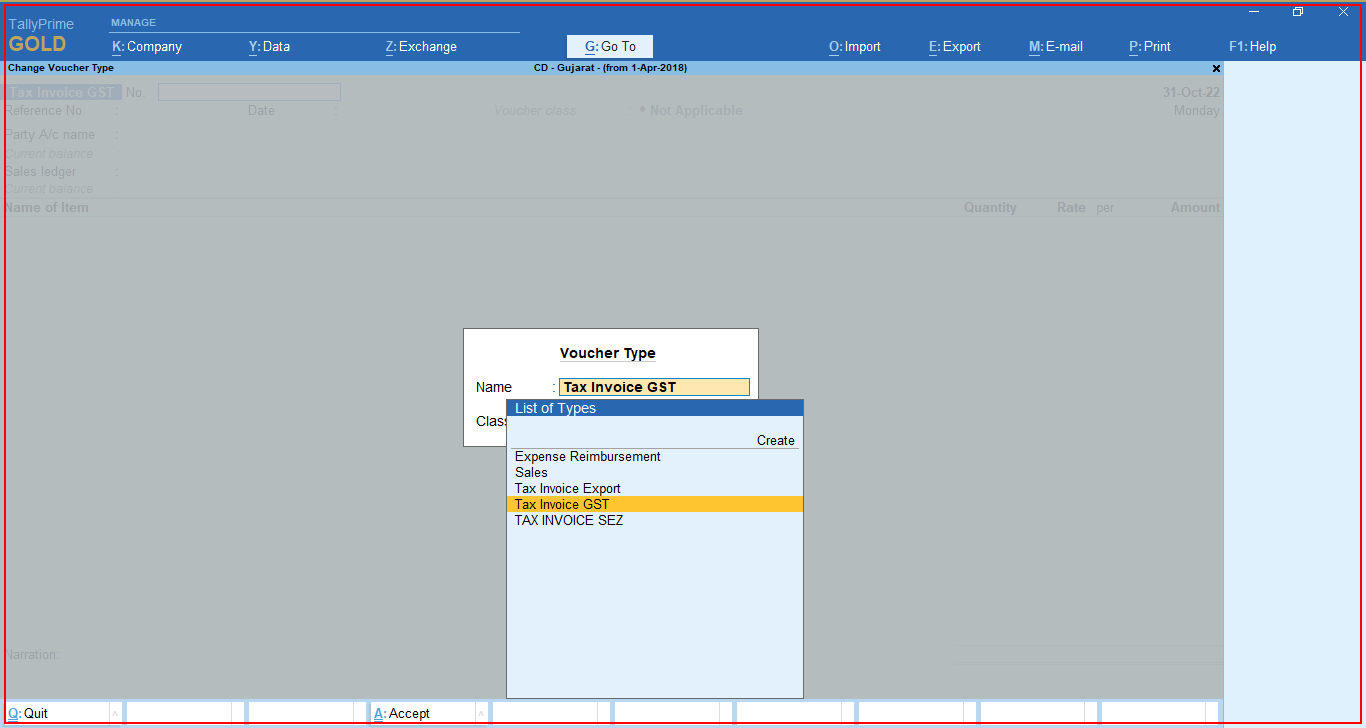 TallyPrime
GOLD
MANAGE
K: Company Y: Data Z: Exchange G: Go To O: Import E: Export M: E-mail P: Print F1: Help
Change Voucher Type CD - Gujarat - (from 1-Apr-2018)
Tax Invoice GST No. 31-Oct-22
Reference No : Date Voucher class ♦ Not Applicable Monday
Party A/c name :
Current balance
Sales ledger :
Current balance
Name of Item Quantity Rate per Amount
Voucher Type
Name : Tax Invoice GST
Class
List of Types
Create
Expense Reimbursement
Sales
Tax Invoice Export
Tax Invoice GST
TAX INVOICE SEZ
Narration:
Q: Quit A: Accept